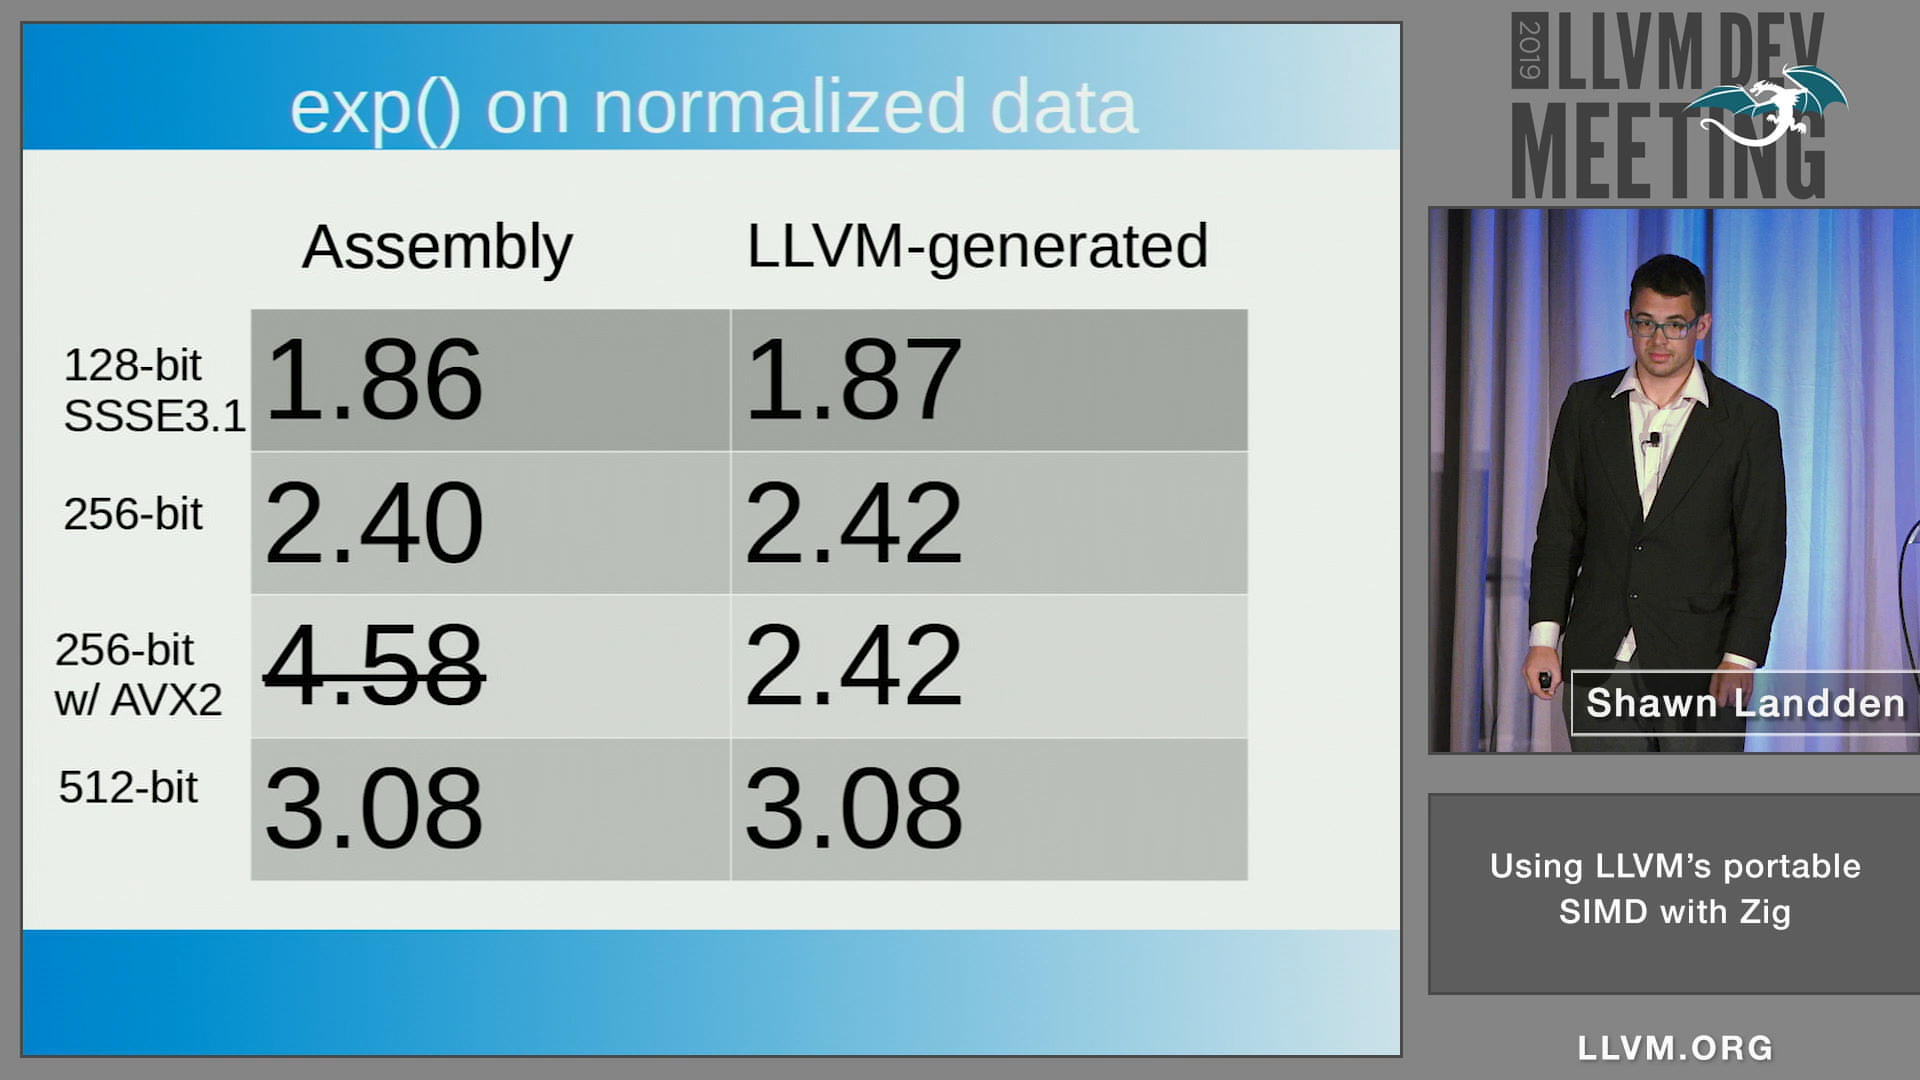 exp() on normalized data
Assembly LLVM-generated
128-bit
SSSE3.1
1.86 1.87
256-bit 2.40 2.42
256-bit
w/ AVX2
4.58 2.42
512-bit 3.08 3.08
2019 LLVM DEV
MEETING
Shawn Landden
Using LLVM's portable
SIMD with Zig
LLVM.ORG